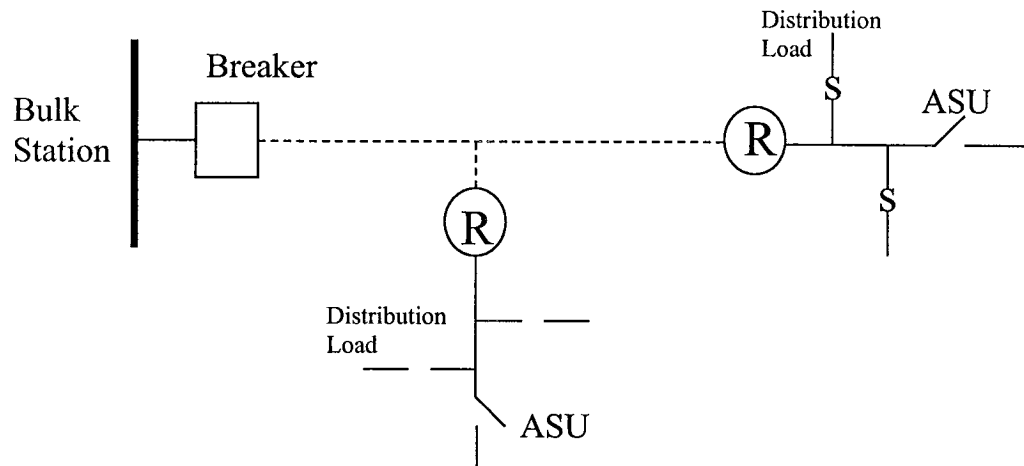 Distribution
Load
Breaker
S
ASU
Bulk
Station
R
S
R
Distribution
Load
ASU